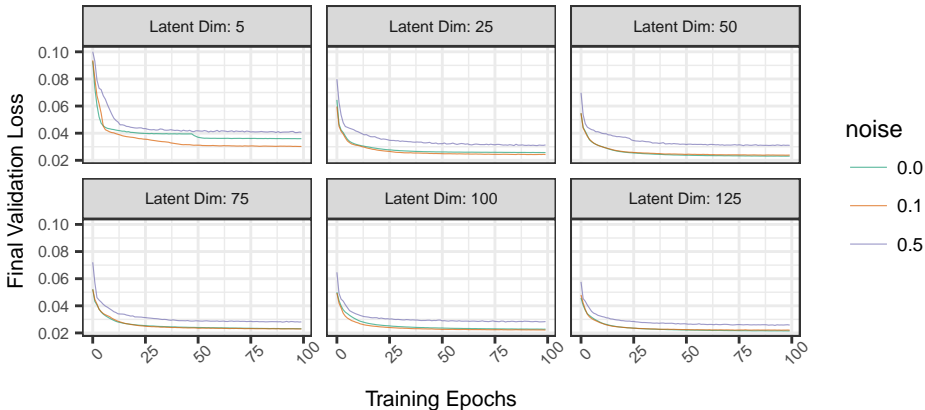 Latent Dim: 5
Latent Dim: 25
Latent Dim: 50
0.10
0.08
0.06
0.04
0.02
Latent Dim: 75
Latent Dim: 100
Latent Dim: 125
0.10
0.08
0.06
0.04
0.02
0 25 50 75 100
0 25 50 75 100
0 25 50 75 100
Final Validation Loss
Training Epochs
noise
0.0
0.1
0.5